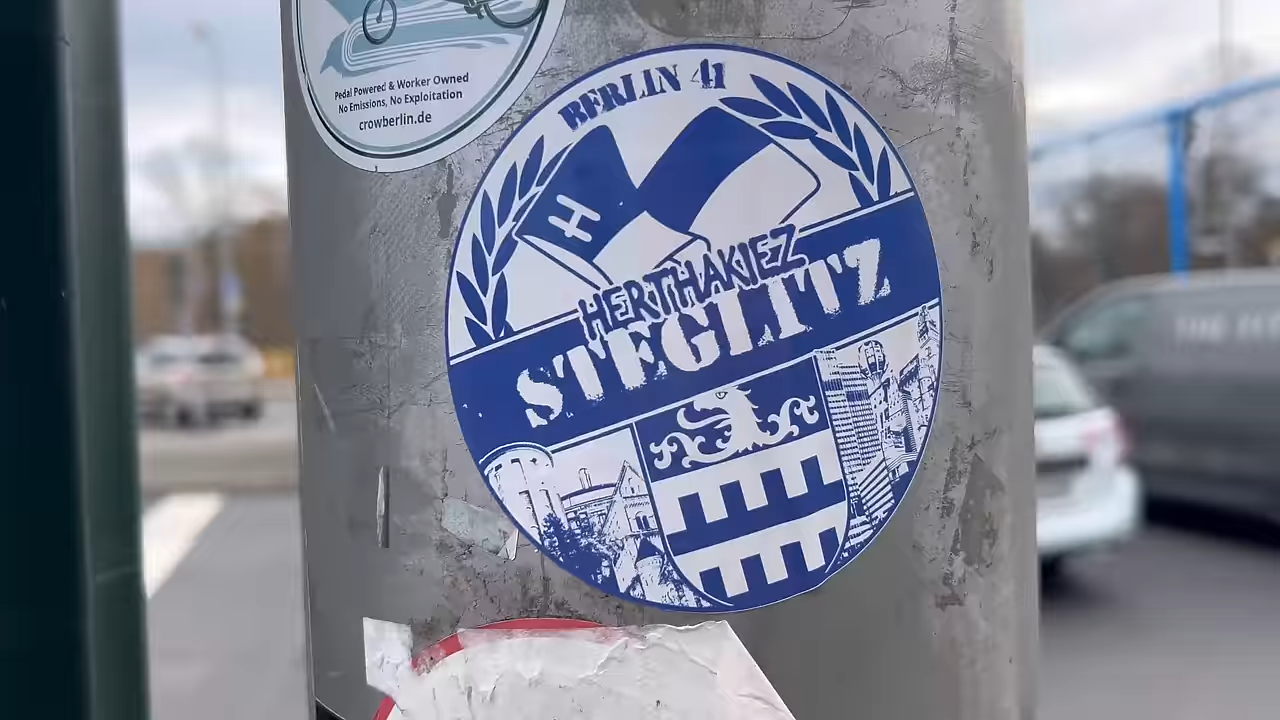 Pedal Powered & Worker Owned
No Emissions, No Exploitation
crowberlin.de
BERLIN 41
H
HERTHAKIEZ
STEGLITZ